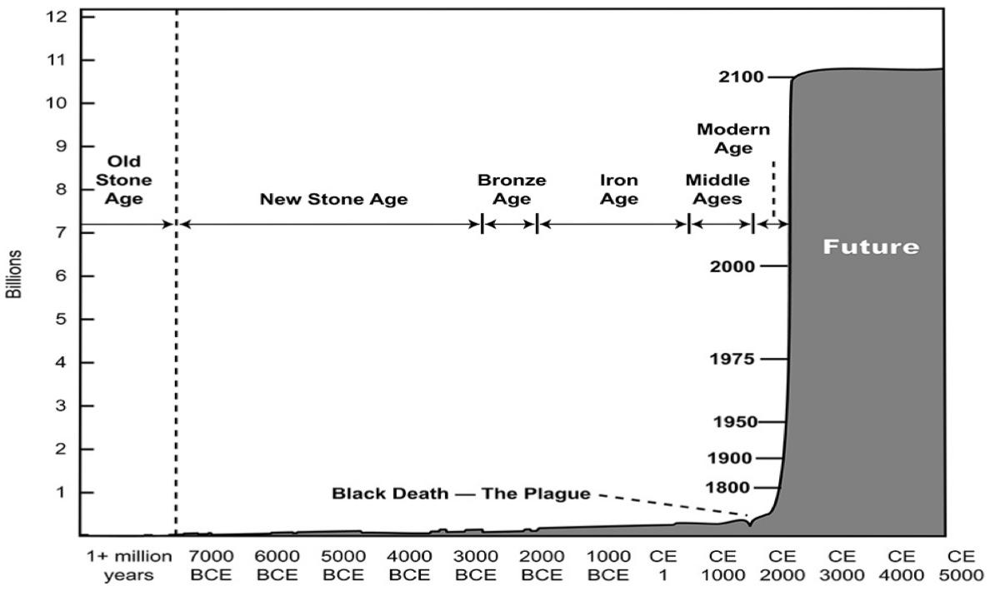 12
11
10
9
8
7
6
5
4
3
2
1
Billions
Old
Stone
Age
New Stone Age
Bronze
Age
Iron
Age
Middle
Ages
Modern
Age
2100
2000
1975
1950
1900
1800
Future
Black Death — The Plague
1+ million
years
7000
BCE
6000
BCE
5000
BCE
4000
BCE
3000
BCE
2000
BCE
1000
BCE
CE
1
CE
1000
CE
2000
CE
3000
CE
4000
CE
5000